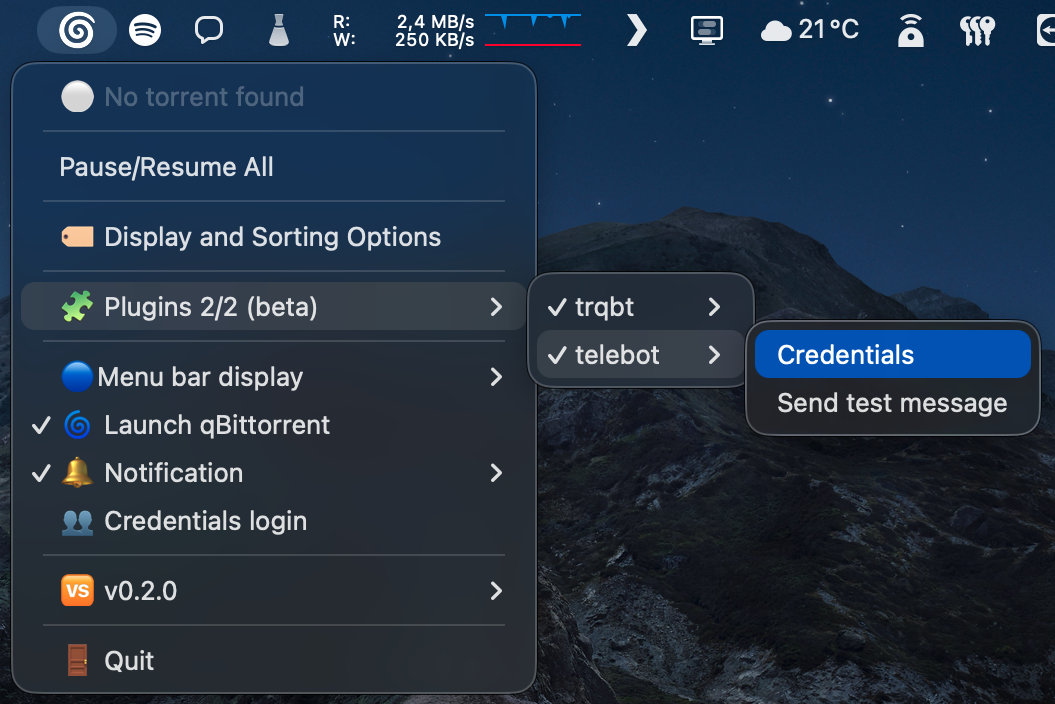 R: 2,4 MB/s
W: 250 KB/s
21°C
No torrent found
Pause/Resume All
Display and Sorting Options
Plugins 2/2 (beta)
trqbt
telebot
Credentials
Send test message
Menu bar display
Launch qBittorrent
Notification
Credentials login
VS v0.2.0
Quit